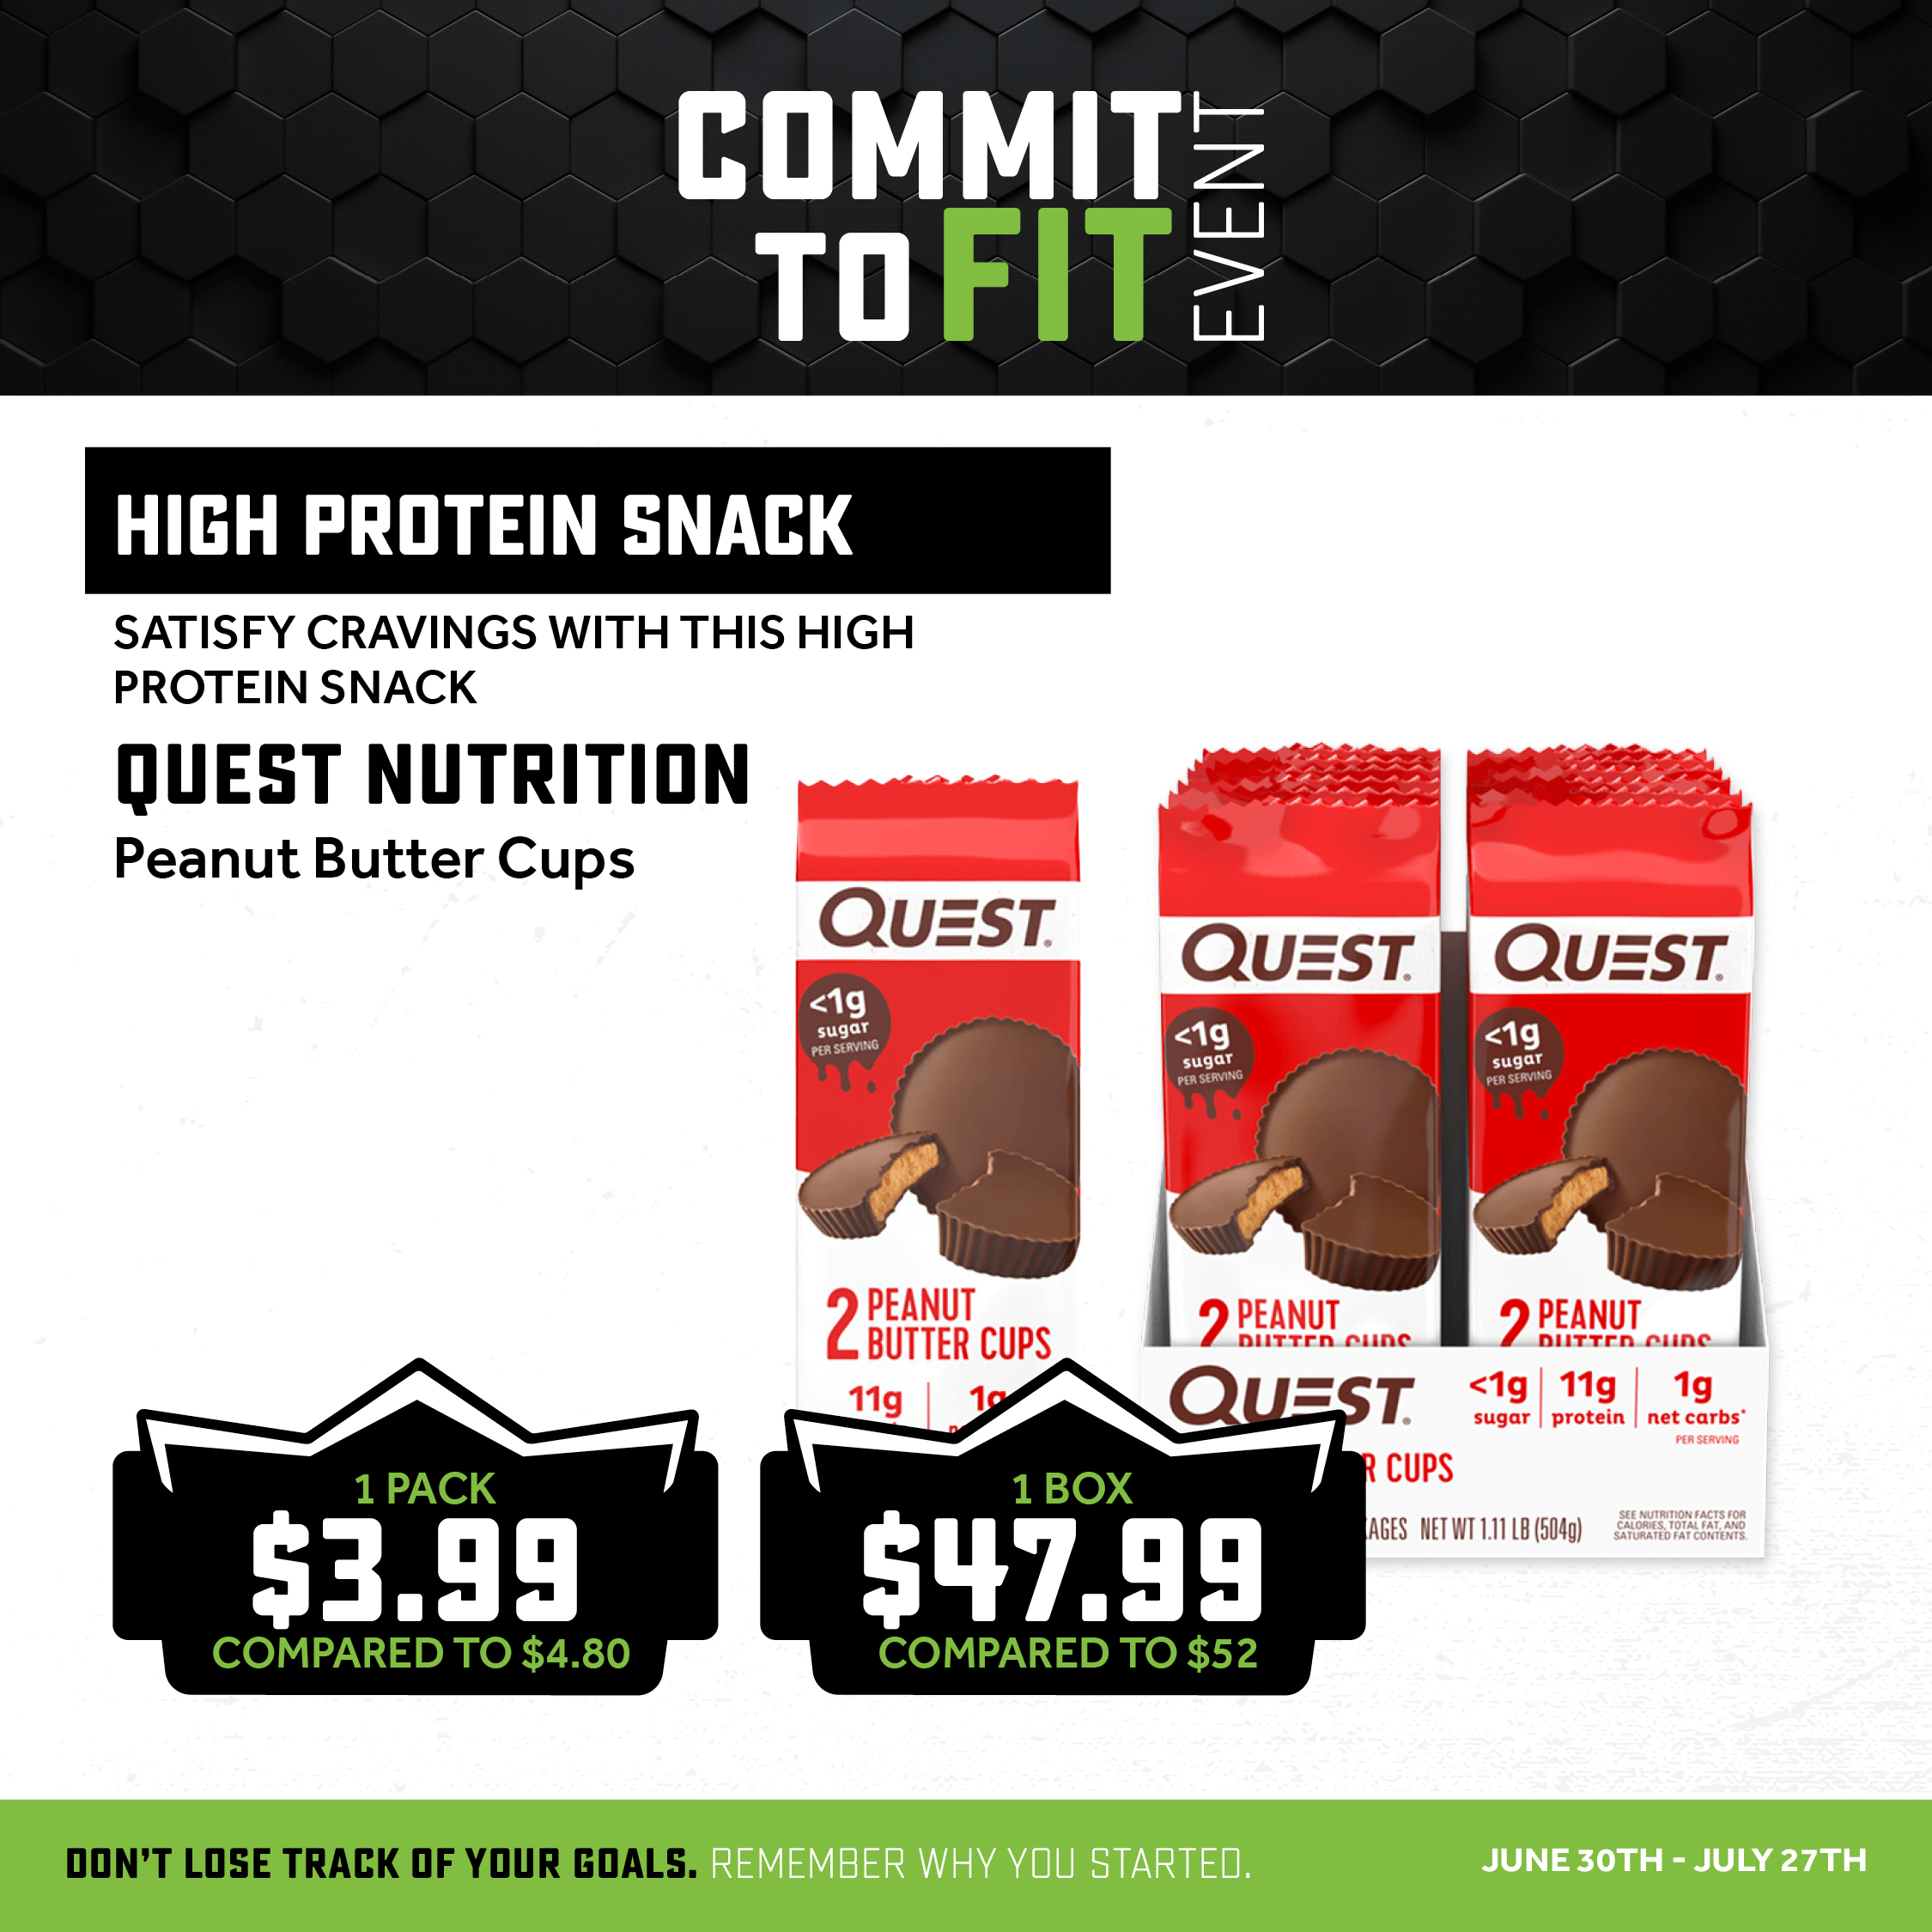 COMMIT
TO FIT
EVENT
HIGH PROTEIN SNACK
SATISFY CRAVINGS WITH THIS HIGH
PROTEIN SNACK
QUEST NUTRITION
Peanut Butter Cups
QUEST®
<1g
sugar
PER SERVING
2 PEANUT
BUTTER CUPS
11g
QUEST®
<1g
sugar
PER SERVING
2 PEANUT
BUTTER CUPS
QUEST®
<1g
sugar
PER SERVING
2 PEANUT
BUTTER CUPS
QUEST®
<1g sugar
11g protein
1g net carbs*
PER SERVING
CUPS
NET WT 1.11 LB (504g)
SEE NUTRITION FACTS FOR
CALORIES, TOTAL FAT, AND
SATURATED FAT CONTENTS.
1 PACK
$3.99
COMPARED TO $4.80
1 BOX
$47.99
COMPARED TO $52
DON'T LOSE TRACK OF YOUR GOALS. REMEMBER WHY YOU STARTED.
JUNE 30TH - JULY 27TH